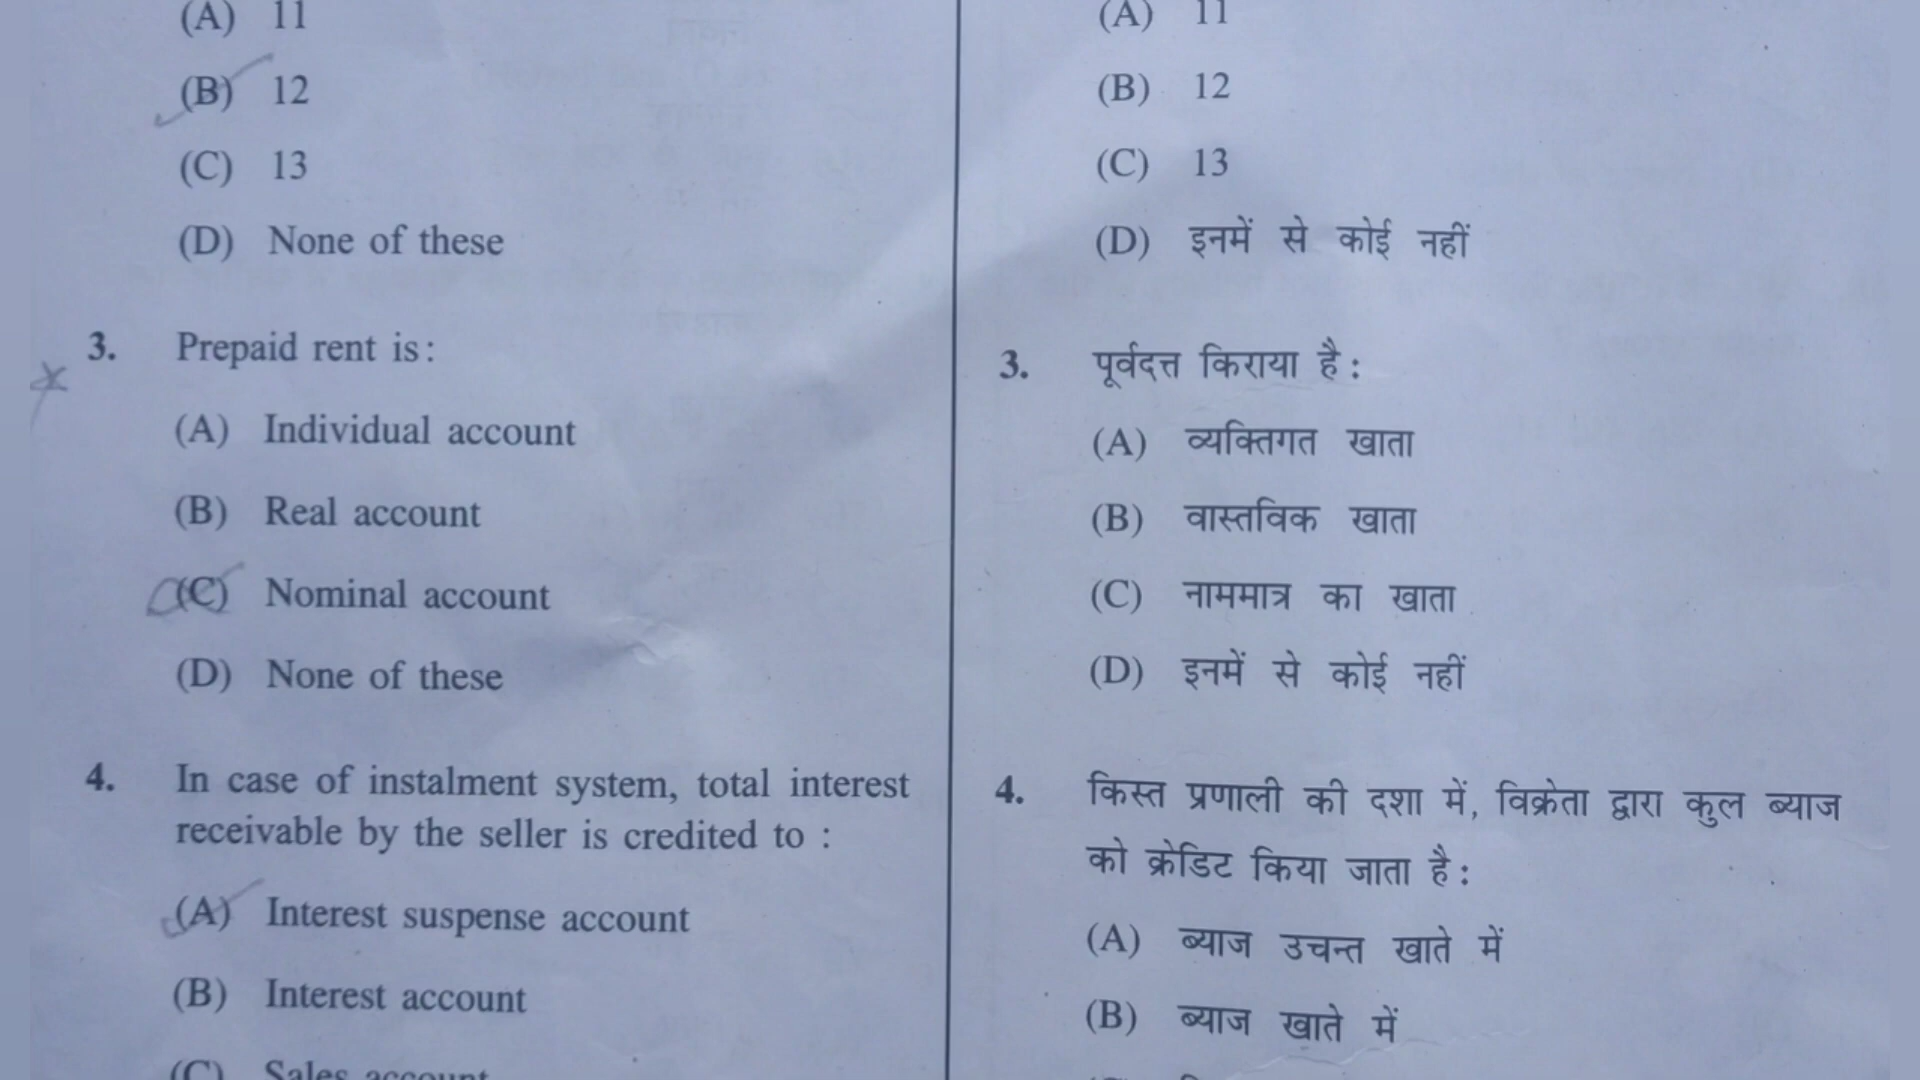 (A) 11
(B) 12
(C) 13
(D) None of these
3. Prepaid rent is :
(A) Individual account
(B) Real account
(C) Nominal account
(D) None of these
4. In case of instalment system, total interest
receivable by the seller is credited to :
(A) Interest suspense account
(B) Interest account
(C) Sales account
(A) 11
(B) 12
(C) 13
(D) इनमें से कोई नहीं
3. पूर्वदत्त किराया है :
(A) व्यक्तिगत खाता
(B) वास्तविक खाता
(C) नाममात्र का खाता
(D) इनमें से कोई नहीं
4. किस्त प्रणाली की दशा में, विक्रेता द्वारा कुल ब्याज
को क्रेडिट किया जाता है :
(A) ब्याज उचन्त खाते में
(B) ब्याज खाते में